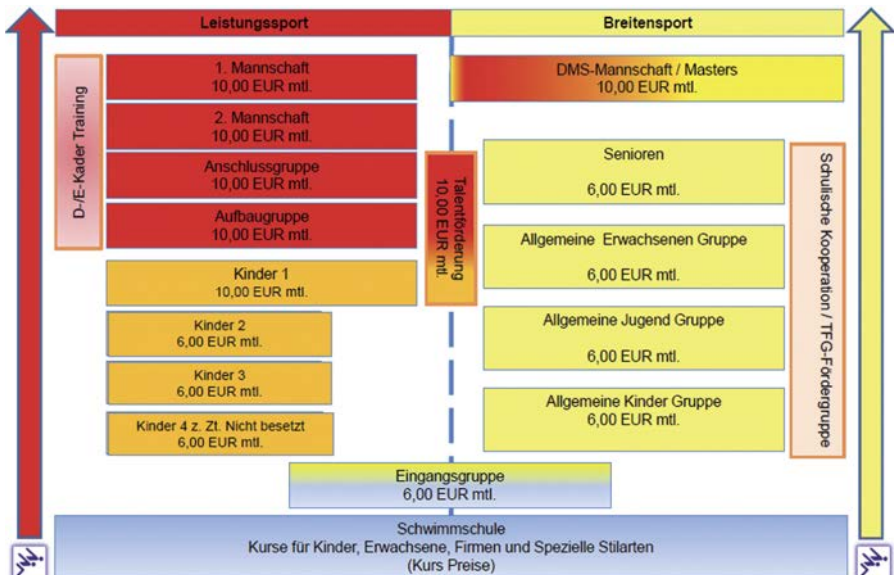 Leistungssport
Breitensport
D-/E-Kader Training
1. Mannschaft
10,00 EUR mtl.
2. Mannschaft
10,00 EUR mtl.
Anschlussgruppe
10,00 EUR mtl.
Aufbaugruppe
10,00 EUR mtl.
Kinder 1
10,00 EUR mtl.
Kinder 2
6,00 EUR mtl.
Kinder 3
6,00 EUR mtl.
Kinder 4 z. Zt. Nicht besetzt
6,00 EUR mtl.
Talentförderung
10,00 EUR mtl.
DMS-Mannschaft / Masters
10,00 EUR mtl.
Senioren
6,00 EUR mtl.
Allgemeine Erwachsenen Gruppe
6,00 EUR mtl.
Allgemeine Jugend Gruppe
6,00 EUR mtl.
Allgemeine Kinder Gruppe
6,00 EUR mtl.
Schulische Kooperation / TFG-Fördergruppe
Eingangsgruppe
6,00 EUR mtl.
Schwimmschule
Kurse für Kinder, Erwachsene, Firmen und Spezielle Stilarten
(Kurs Preise)